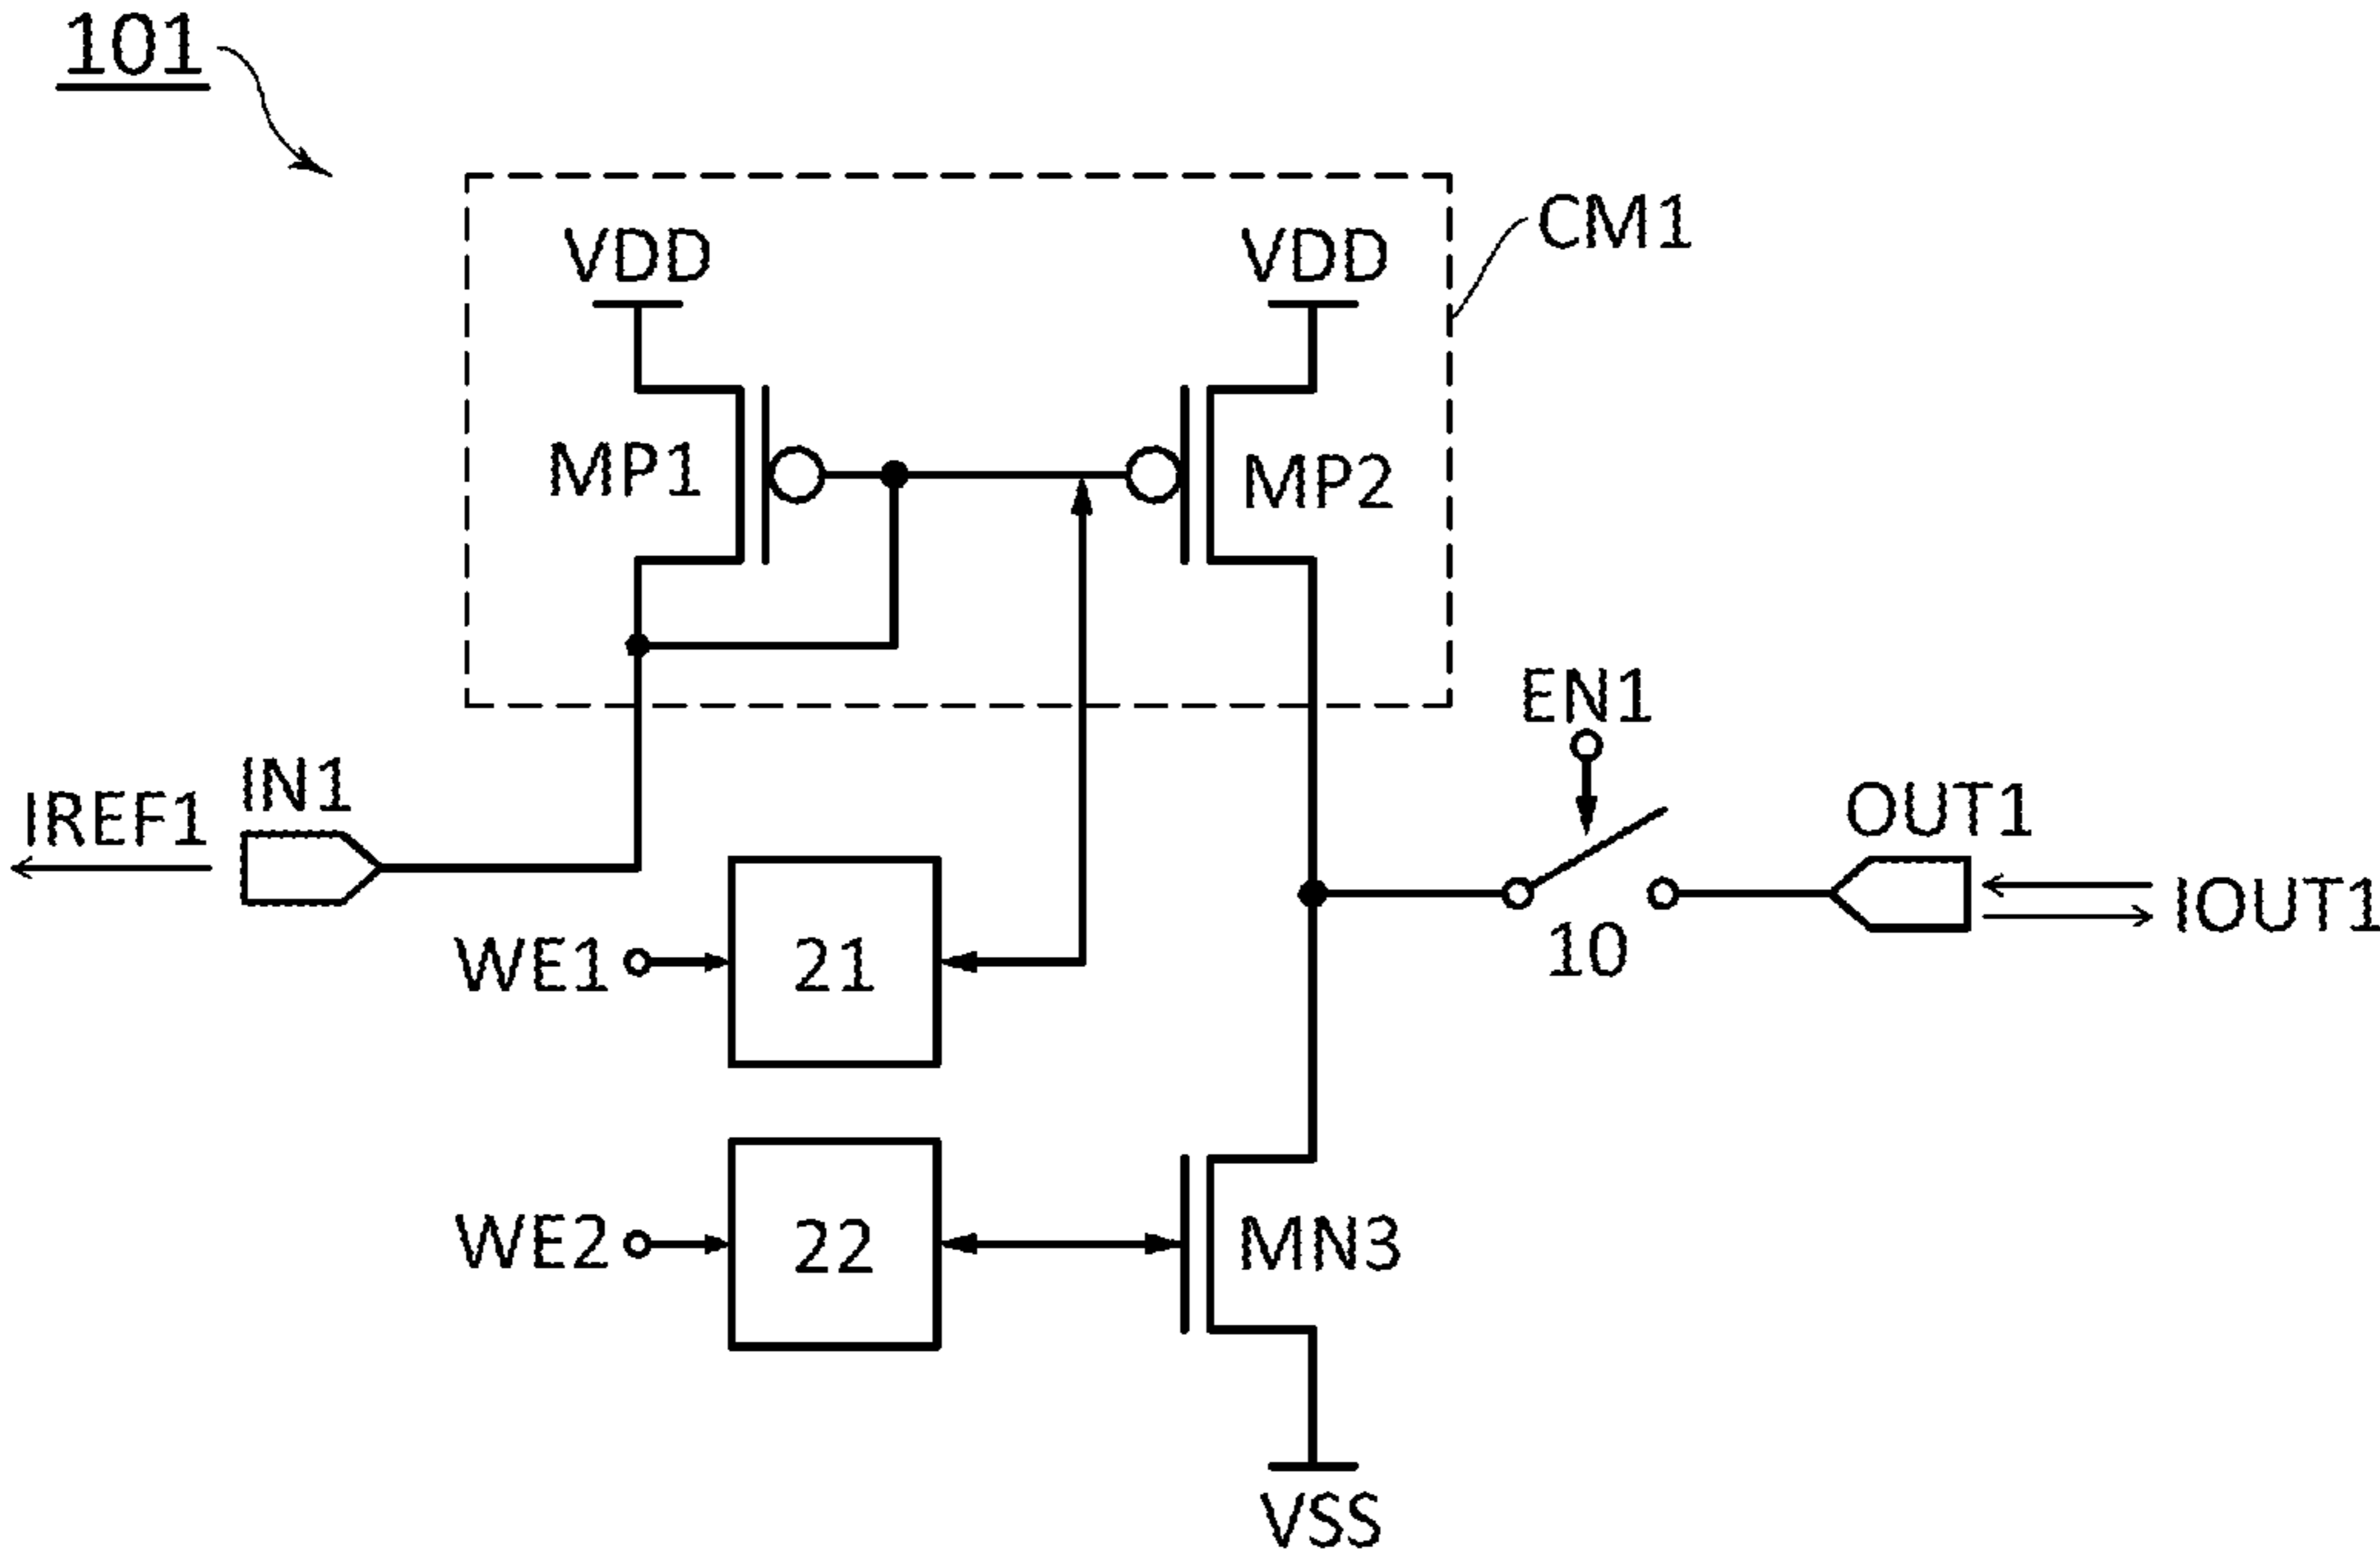 101
CM1
VDD
VDD
MP1
MP2
EN1
IN1
IREF1
OUT1
IOUT1
10
WE1
21
WE2
22
MN3
VSS